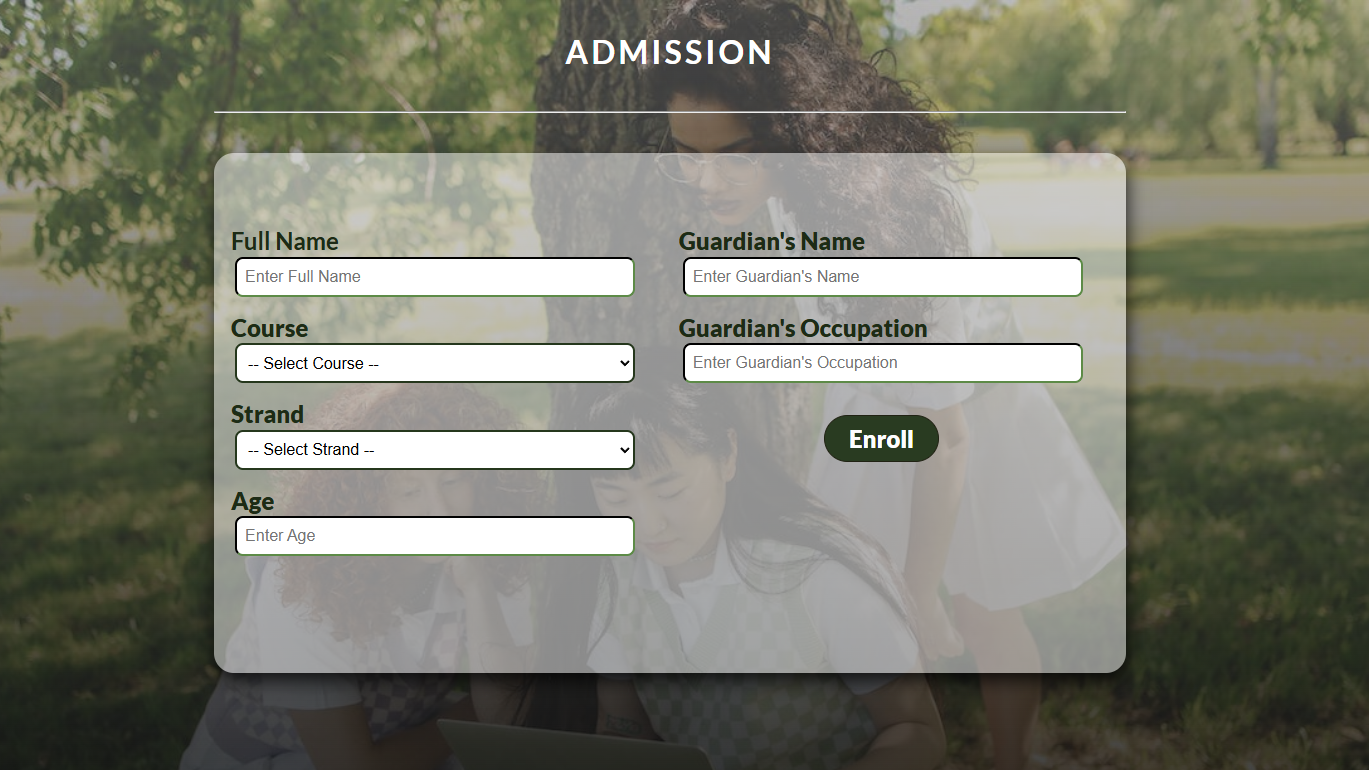 ADMISSION
Full Name
Enter Full Name
Course
-- Select Course --
Strand
-- Select Strand --
Age
Enter Age
Guardian's Name
Enter Guardian's Name
Guardian's Occupation
Enter Guardian's Occupation
Enroll